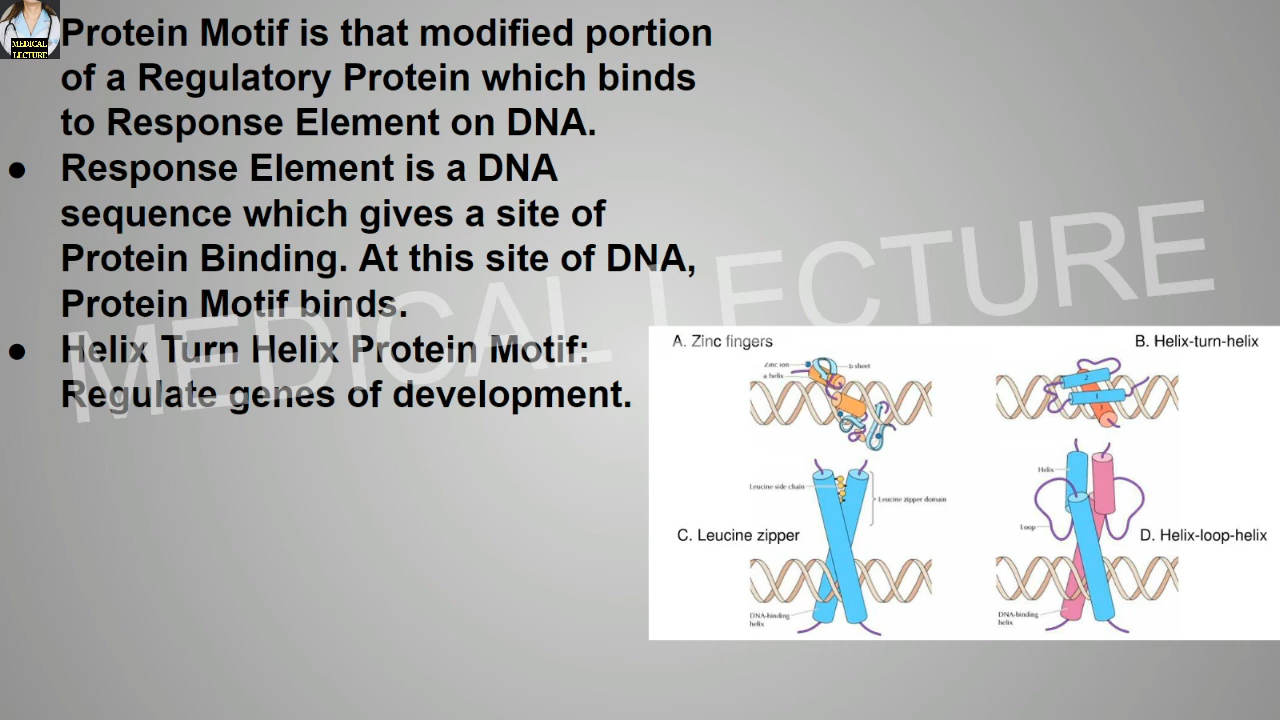 MEDICAL
LECTURE
Protein Motif is that modified portion
of a Regulatory Protein which binds
to Response Element on DNA.
● Response Element is a DNA
sequence which gives a site of
Protein Binding. At this site of DNA,
Protein Motif binds.
● Helix Turn Helix Protein Motif:
Regulate genes of development.
MEDICAL LECTURE
A. Zinc fingers
Zinc ion
α helix
b sheet
B. Helix-turn-helix
2
1
Leucine side chain
Leucine zipper domain
C. Leucine zipper
DNA-binding
helix
Helix
Loop
D. Helix-loop-helix
DNA-binding
helix